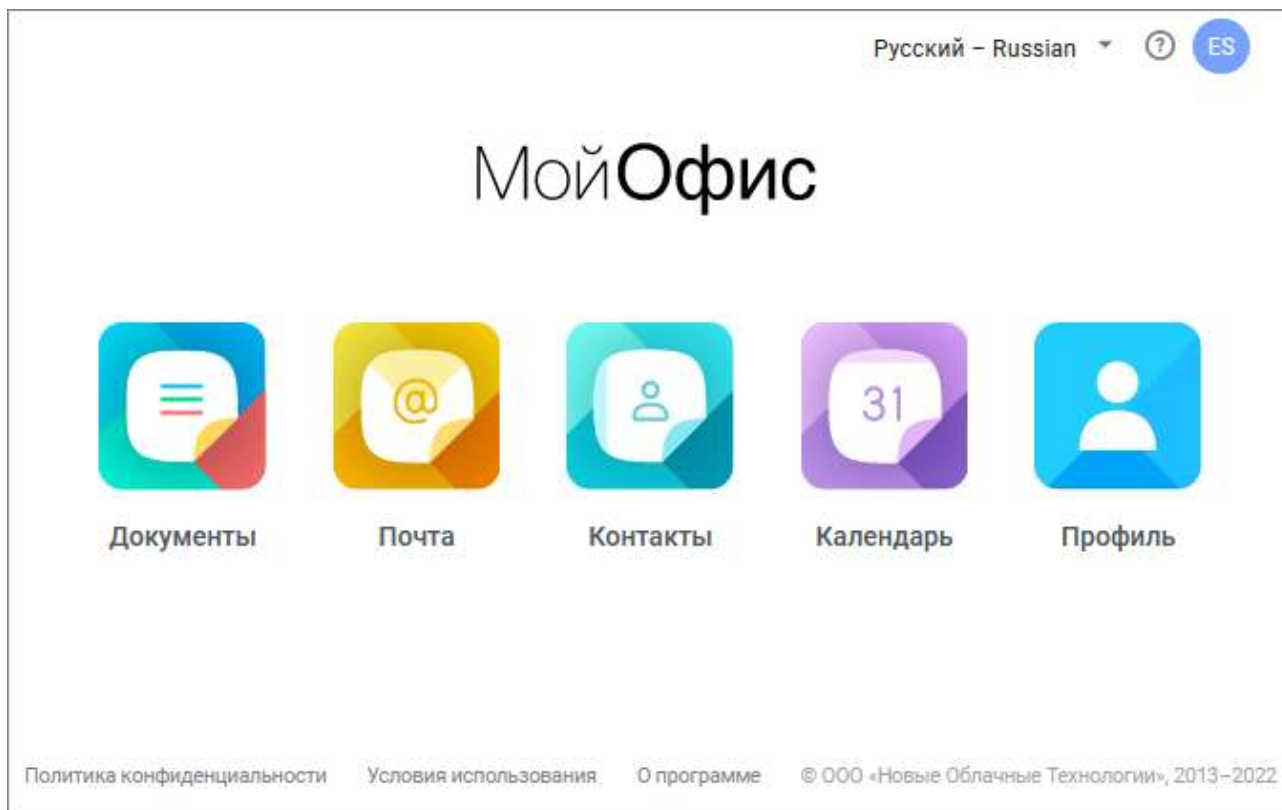 Русский – Russian ES
МойОфис
@ 31
Документы Почта Контакты Календарь Профиль
Политика конфиденциальности Условия использования О программе © ООО «Новые Облачные Технологии», 2013–2022